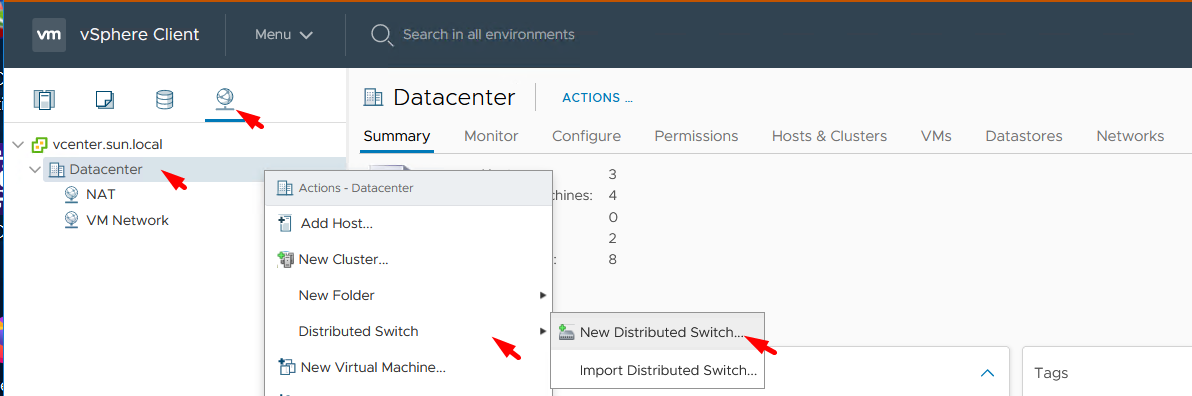 vm vSphere Client Menu Search in all environments
Datacenter ACTIONS ...
Summary Monitor Configure Permissions Hosts & Clusters VMs Datastores Networks
vcenter.sun.local
Datacenter
NAT
VM Network
3
4
0
2
8
Actions - Datacenter
Add Host...
New Cluster...
New Folder
Distributed Switch
New Virtual Machine...
New Distributed Switch...
Import Distributed Switch...
Tags